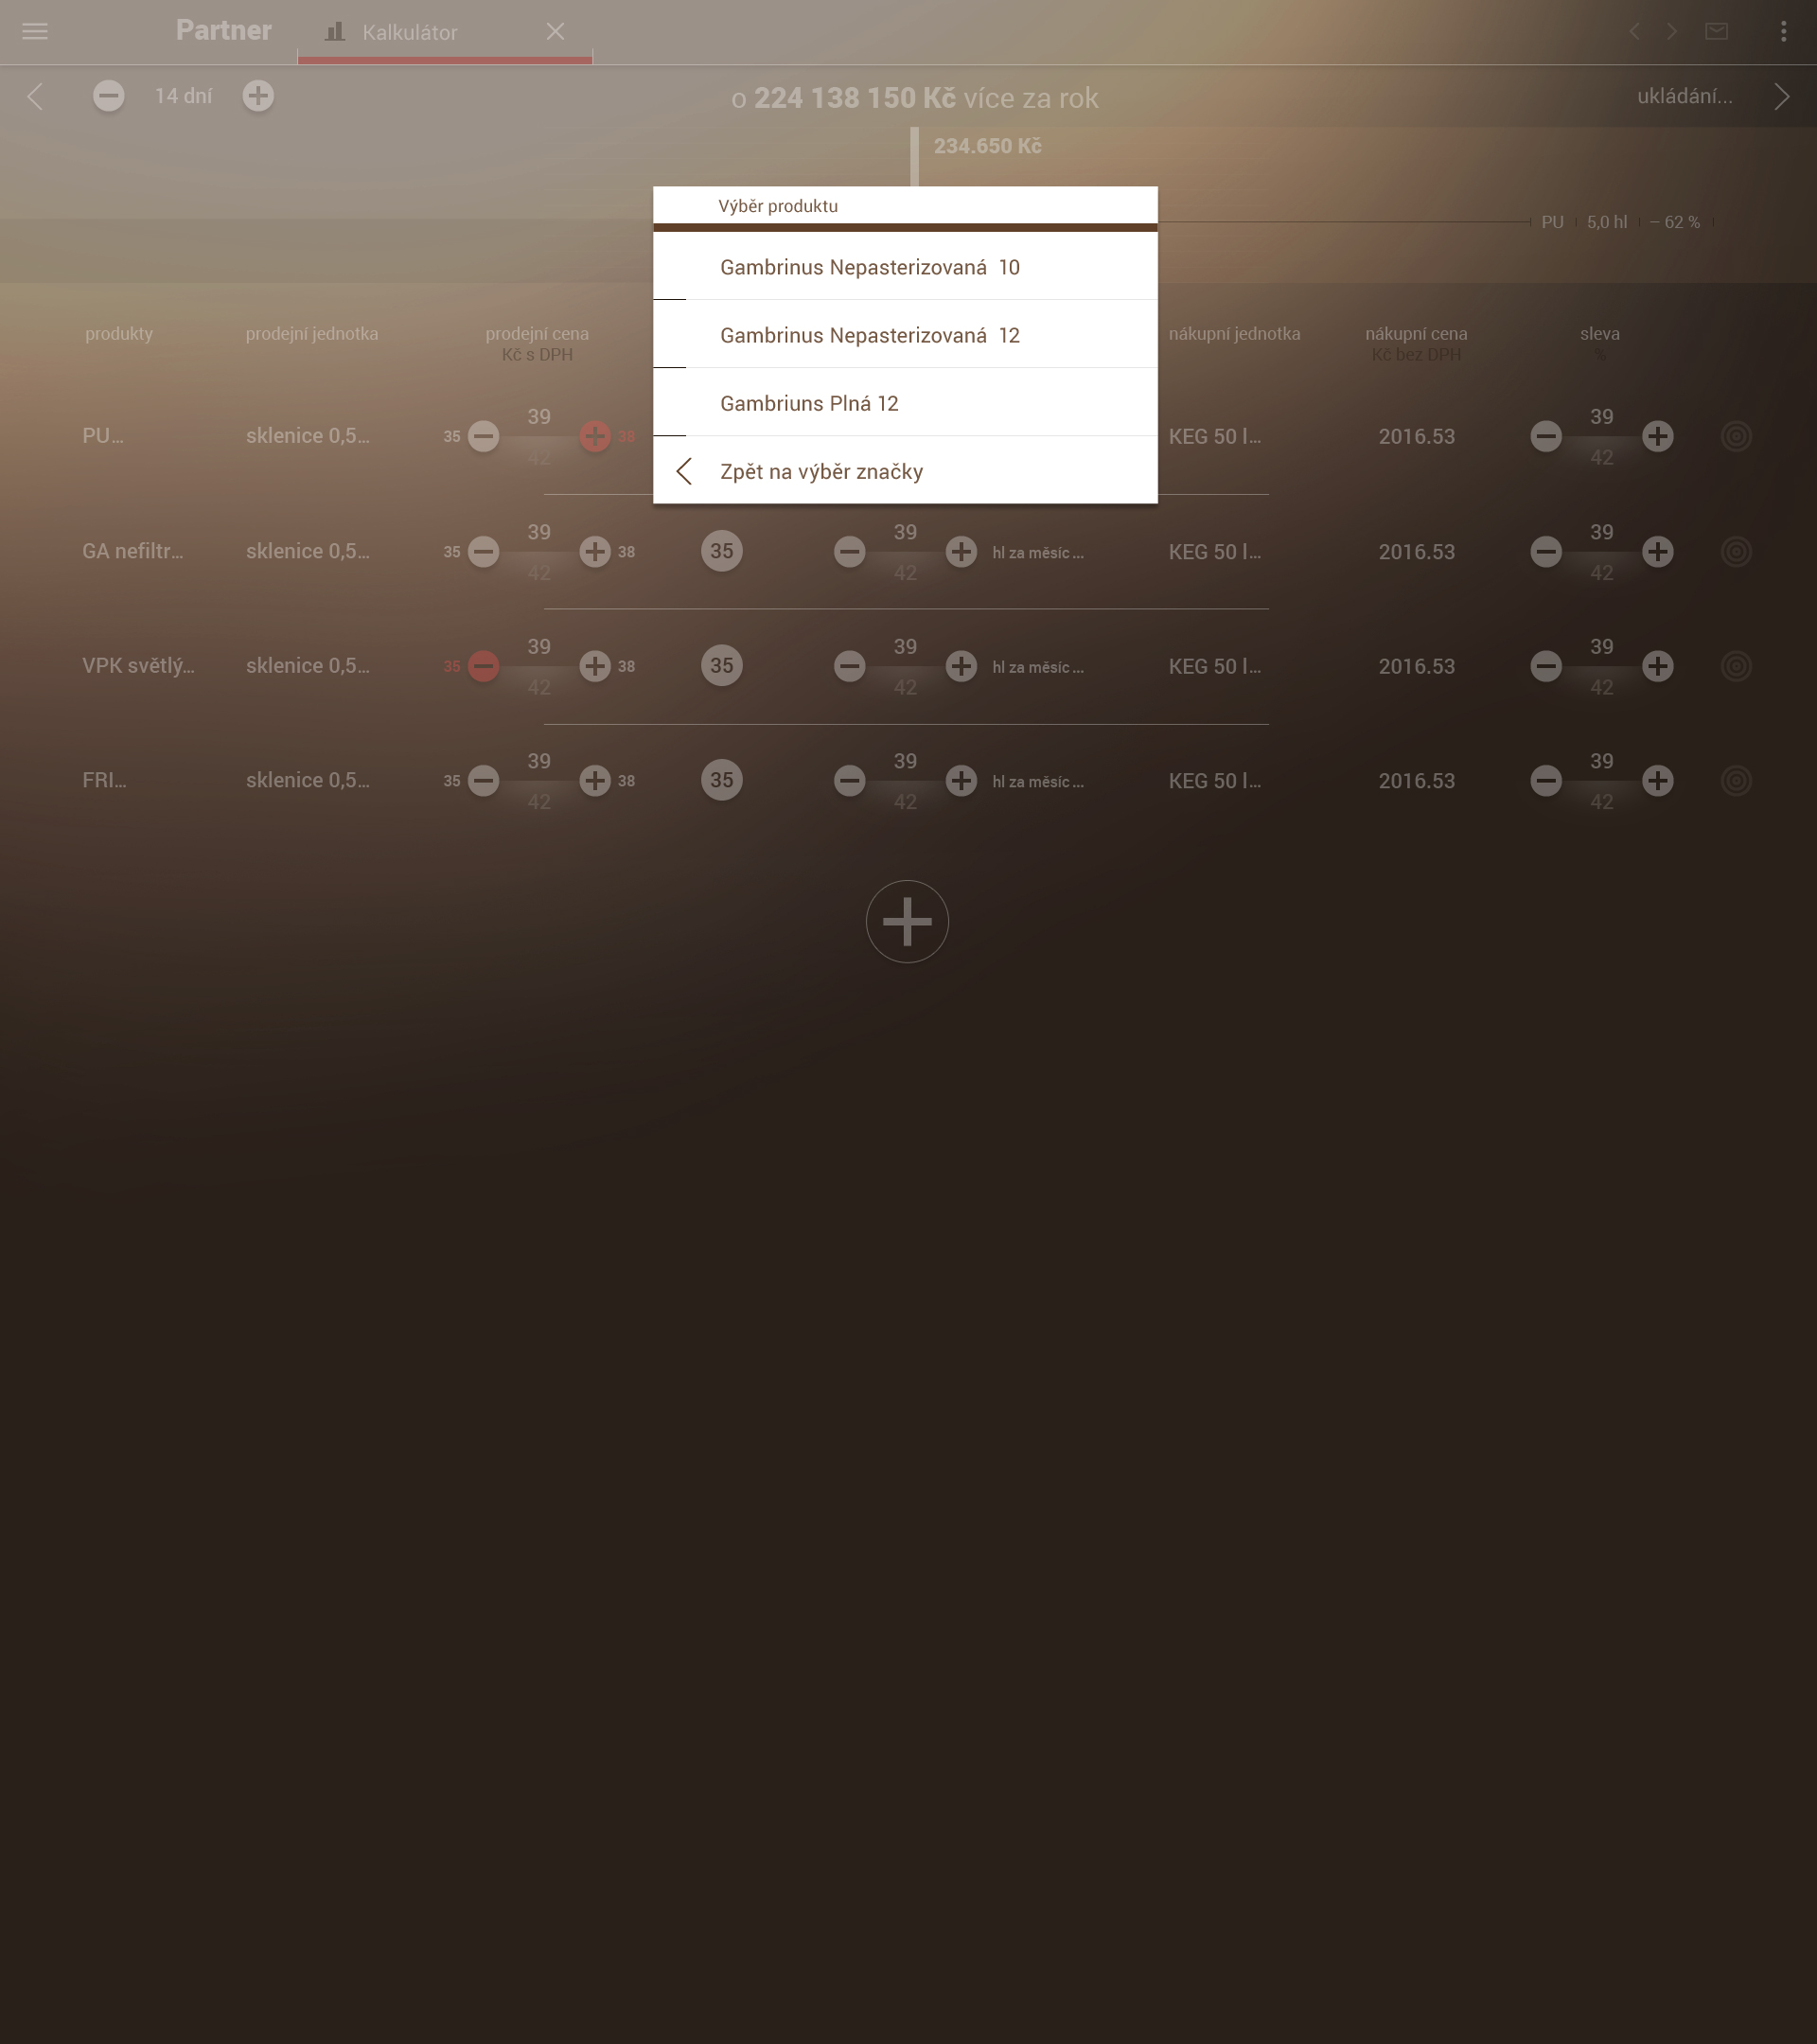 Partner Kalkulátor
14 dní o 224 138 150 Kč více za rok ukládání...
234.650 Kč
PU 5,0 hl – 62 %
Výběr produktu
Gambrinus Nepasterizovaná 10
Gambrinus Nepasterizovaná 12
Gambriuns Plná 12
Zpět na výběr značky
produkty prodejní jednotka prodejní cena nákupní jednotka nákupní cena sleva
Kč s DPH Kč bez DPH %
39 39
PU... sklenice 0,5... 35 38 KEG 50 l... 2016.53
42 42
39 39 39
GA nefiltr... sklenice 0,5... 35 38 35 hl za měsíc ... KEG 50 l... 2016.53
42 42 42
39 39 39
VPK světlý... sklenice 0,5... 35 38 35 hl za měsíc ... KEG 50 l... 2016.53
42 42 42
39 39 39
FRI... sklenice 0,5... 35 38 35 hl za měsíc ... KEG 50 l... 2016.53
42 42 42